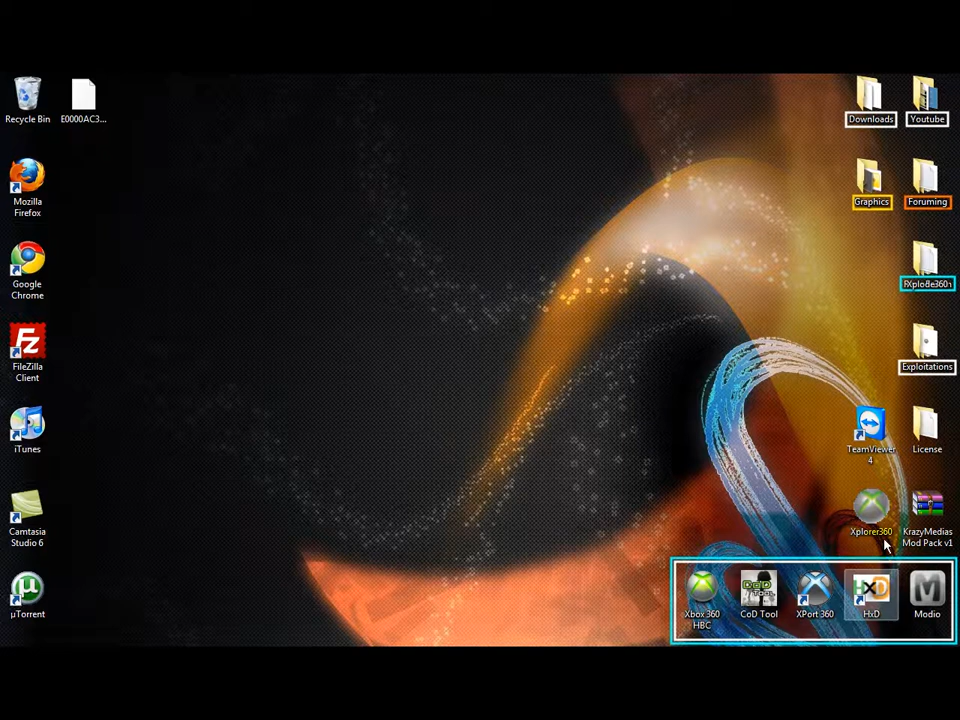 Recycle Bin
E0000AC3...
Downloads
Youtube
Mozilla
Firefox
Graphics
Foruming
Google
Chrome
FileZilla
Client
Exploitations
iTunes
TeamViewer
4
License
Camtasia
Studio 6
Xplorer360
KrazyMedias
Mod Pack v1
µTorrent
Xbox 360
HBC
CoD Tool
XPort 360
HxD
Modio